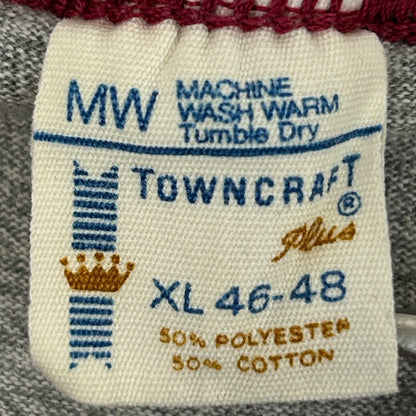 MW
MACHINE
WASH WARM
Tumble Dry
TOWNCRAFT®
Plus
XL 46-48
50% POLYESTER
50% COTTON